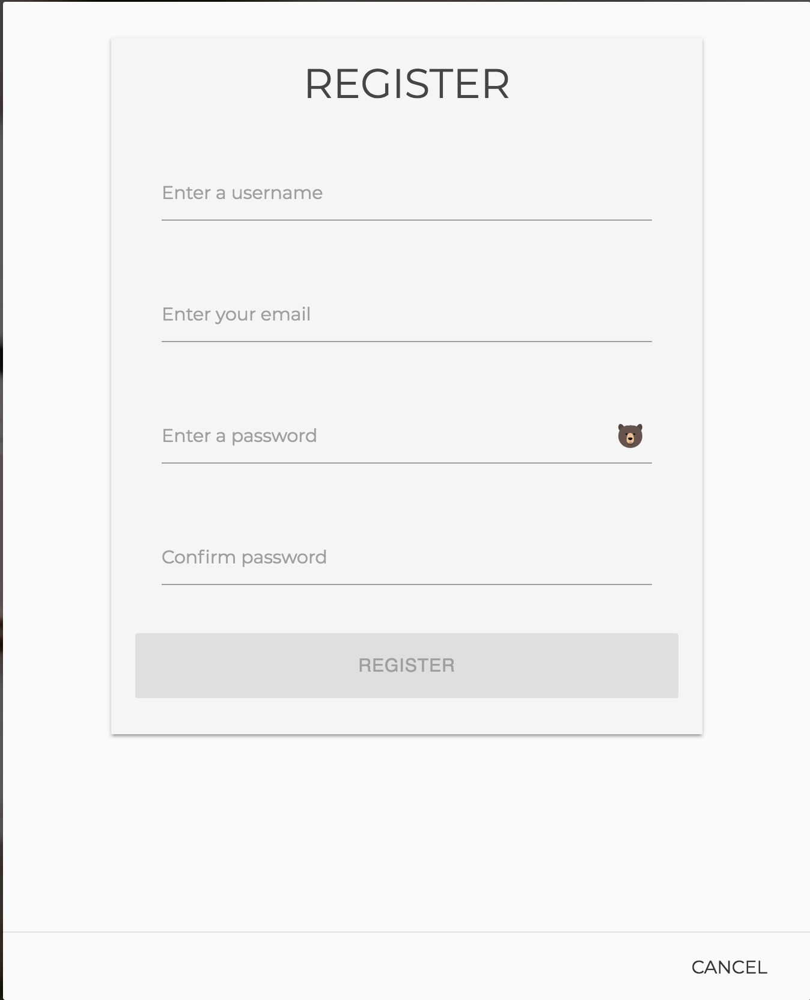 REGISTER
Enter a username
Enter your email
Enter a password
Confirm password
REGISTER
CANCEL